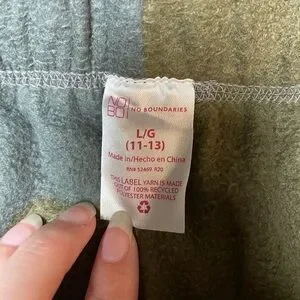 NO!
BO! NO BOUNDARIES
L/G
(11-13)
Made in/Hecho en China
RN# 52469 R20
THIS LABEL YARN IS MADE
OUT OF 100% RECYCLED
POLYESTER MATERIALS